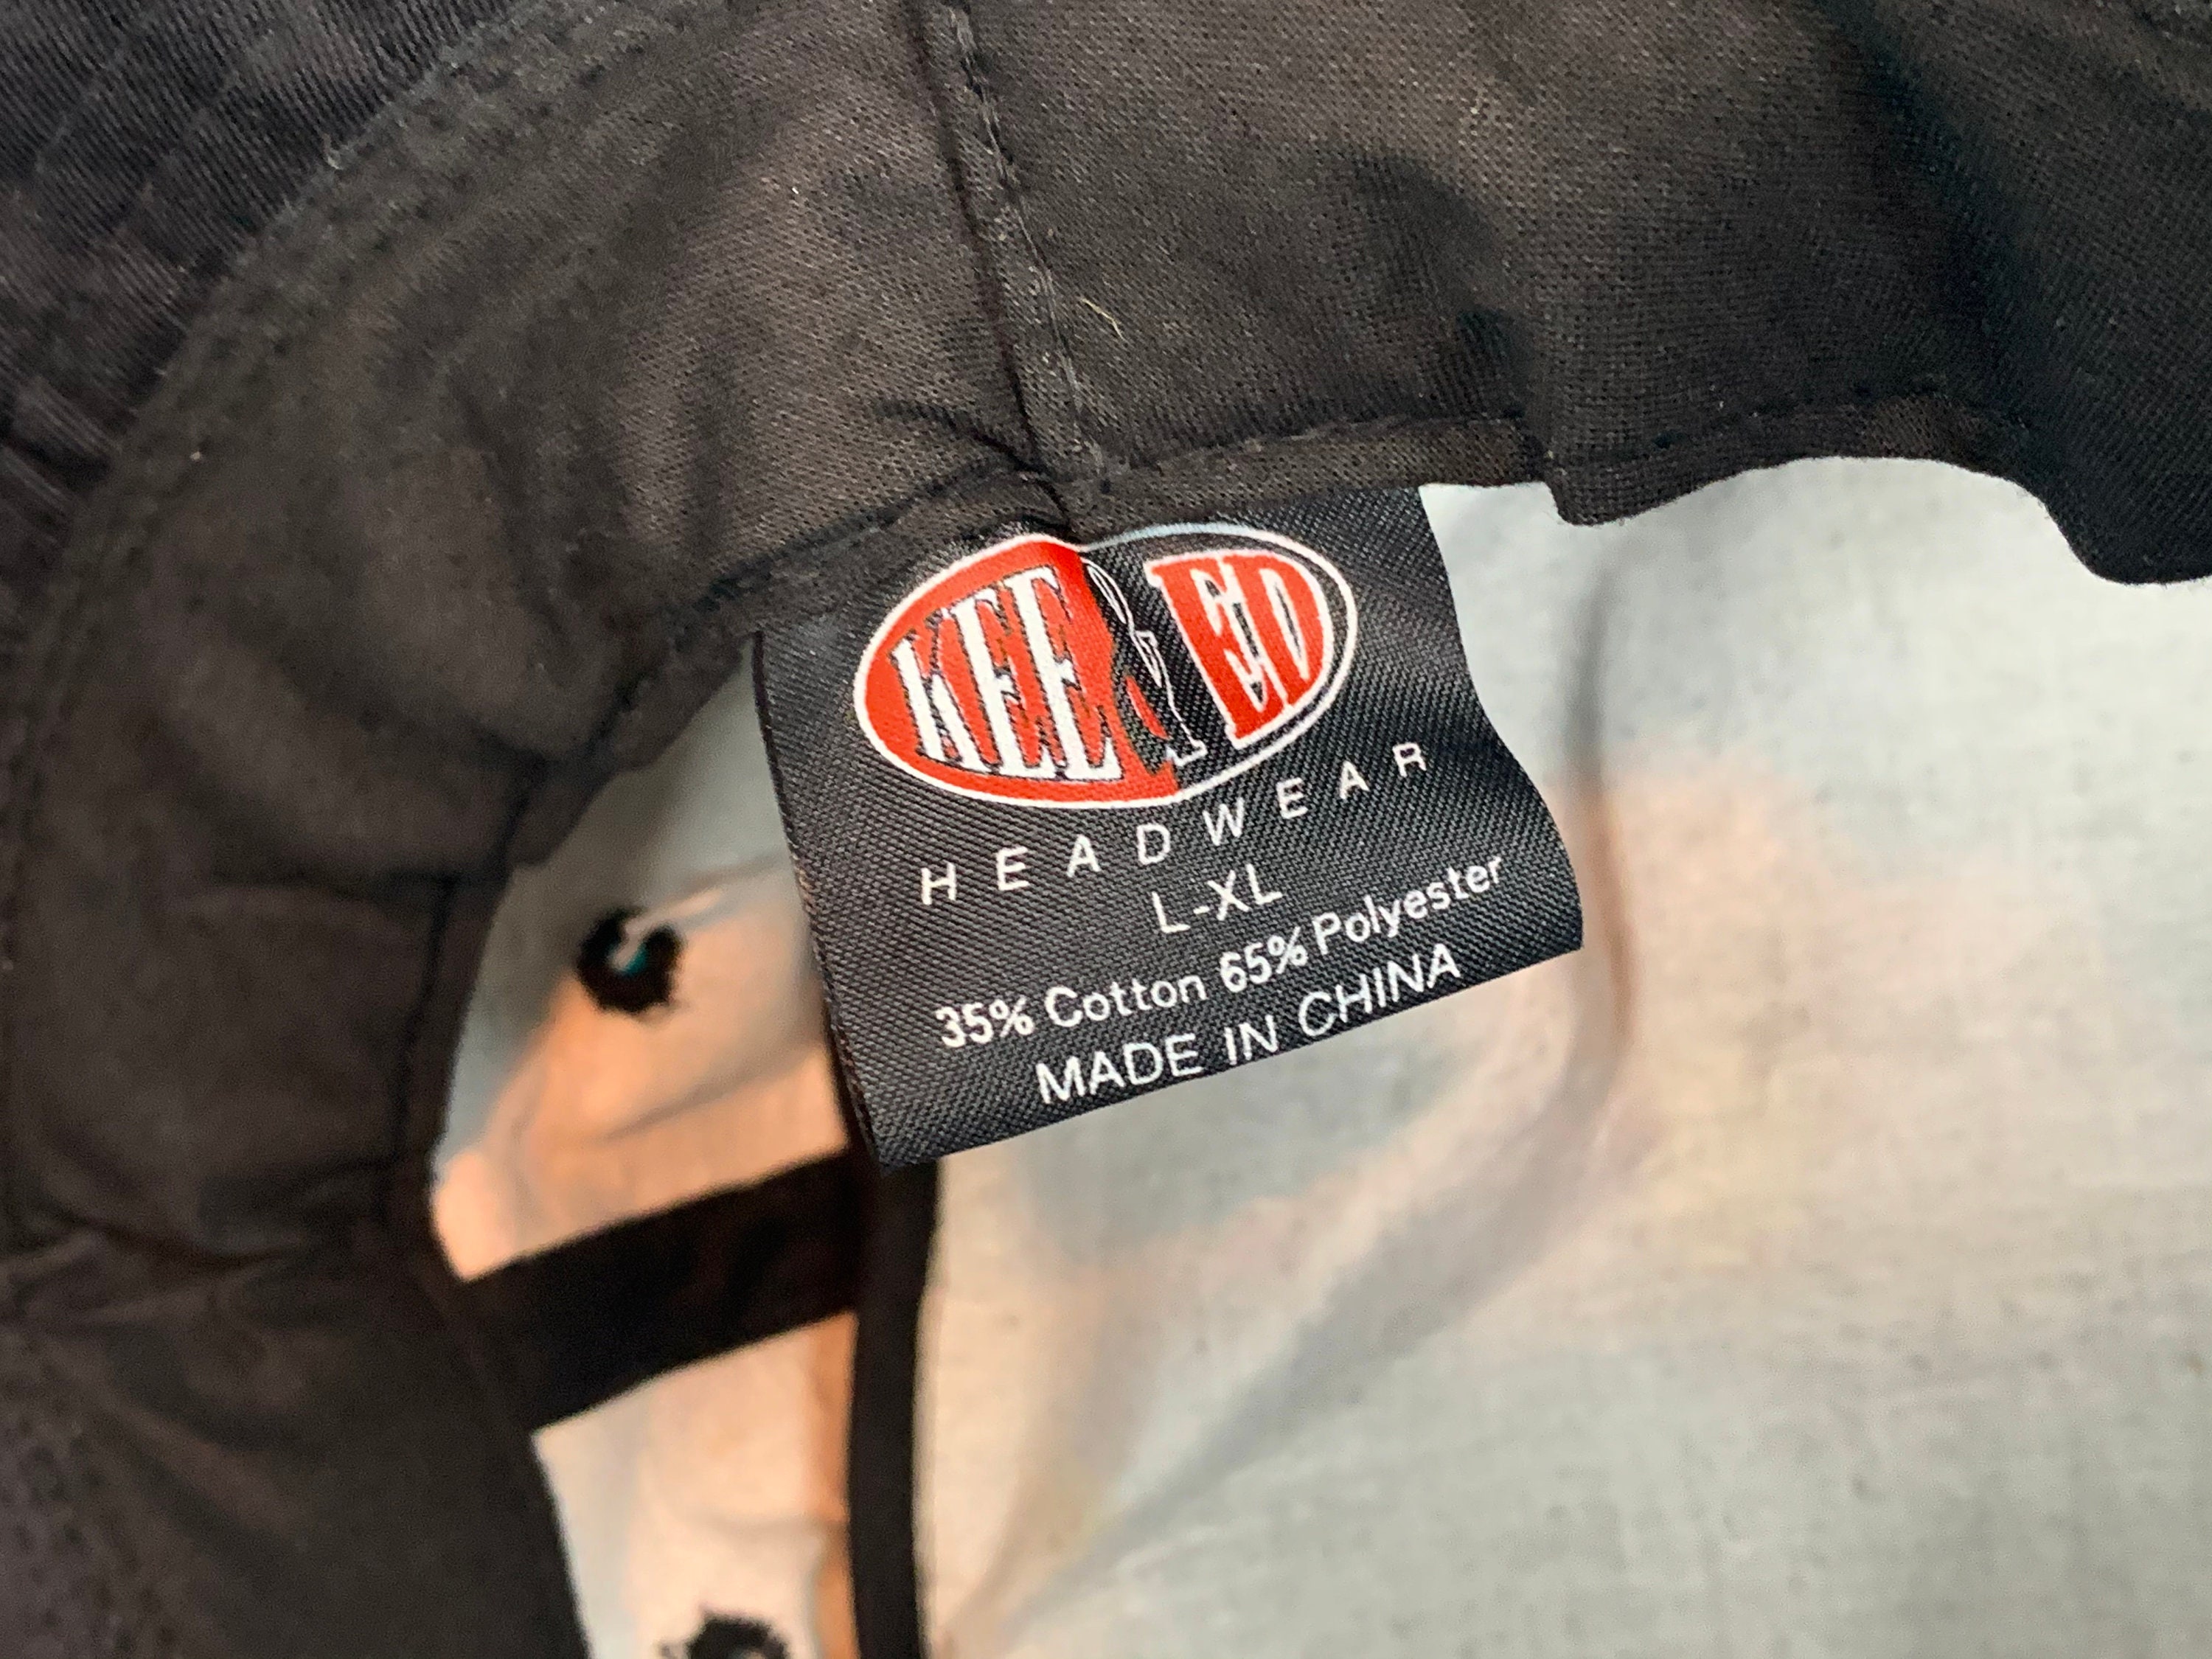 KEE & ED
HEADWEAR
L-XL
35% Cotton 65% Polyester
MADE IN CHINA